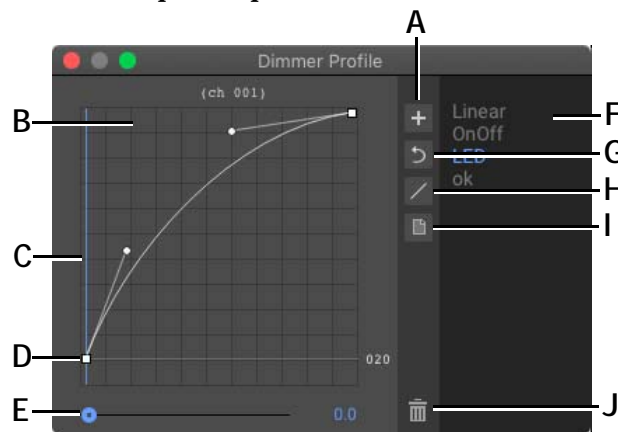 A
Dimmer Profile
(ch 001)
B
Linear
F
OnOff
G
LED
H
ok
I
C
D
020
E
0.0
J